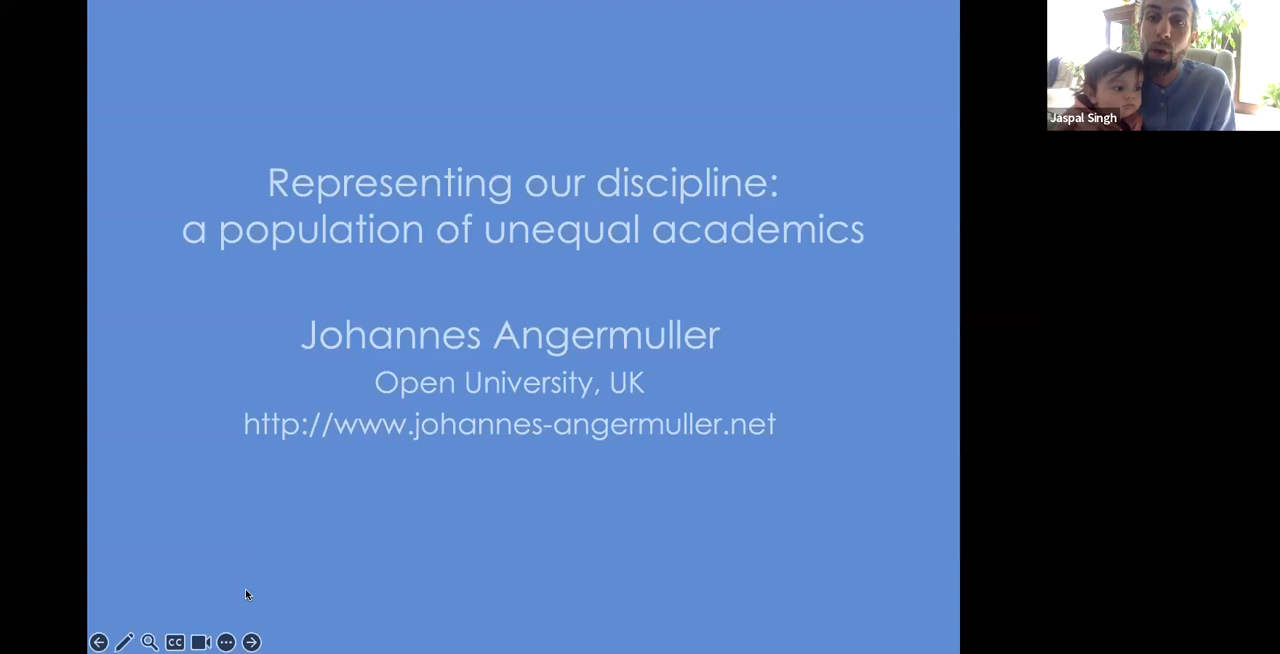 Representing our discipline:
a population of unequal academics
Johannes Angermuller
Open University, UK
http://www.johannes-angermuller.net
Jaspal Singh
CC